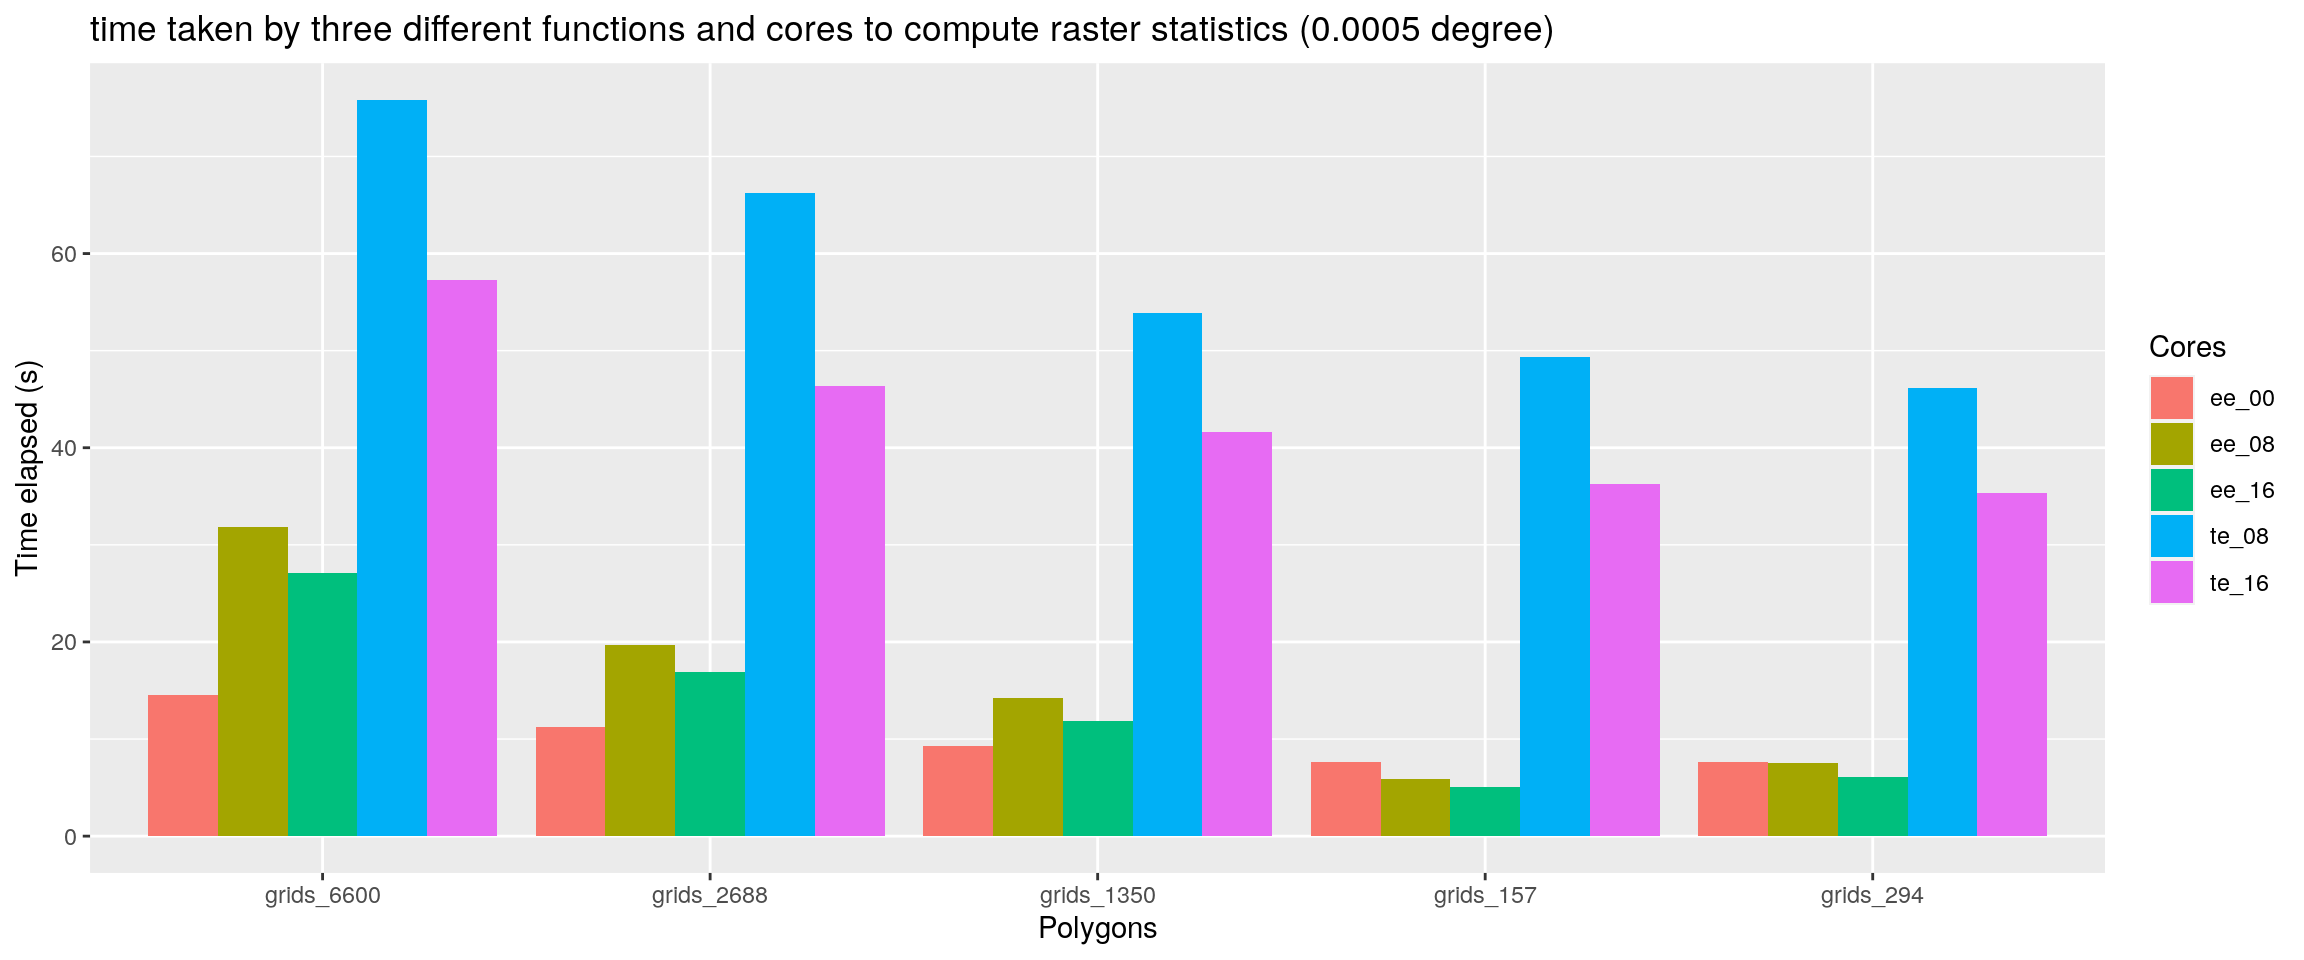 time taken by three different functions and cores to compute raster statistics (0.0005 degree)
Time elapsed (s)
60
40
20
0
grids_6600
grids_2688
grids_1350
grids_157
grids_294
Polygons
Cores
ee_00
ee_08
ee_16
te_08
te_16